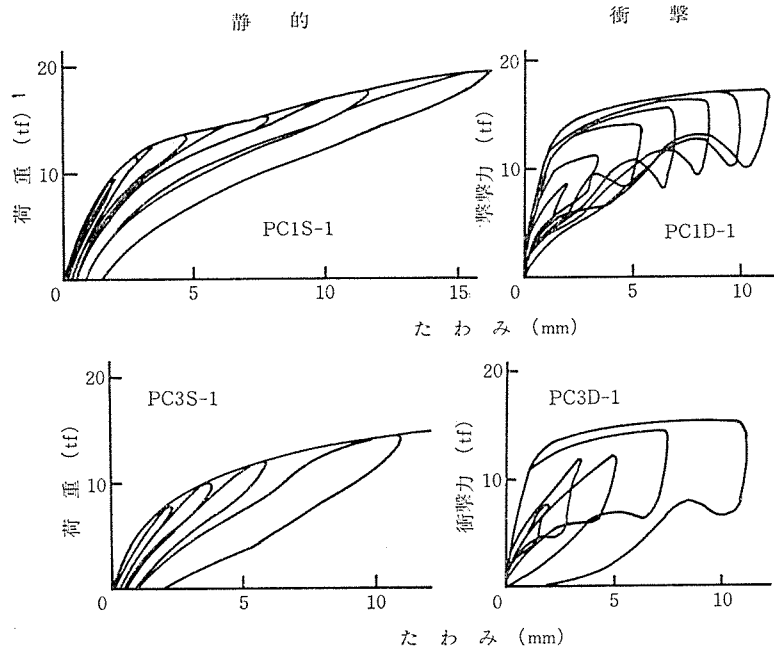 静的 衝撃
20 20
荷重 (tf) 撃撃力 (tf)
10 10
PC1S-1 PC1D-1
0 5 10 15 0 5 10
たわみ (mm)
20 20
PC3S-1 PC3D-1
荷重 (tf) 衝撃力 (tf)
10 10
0 5 10 0 5 10
たわみ (mm)